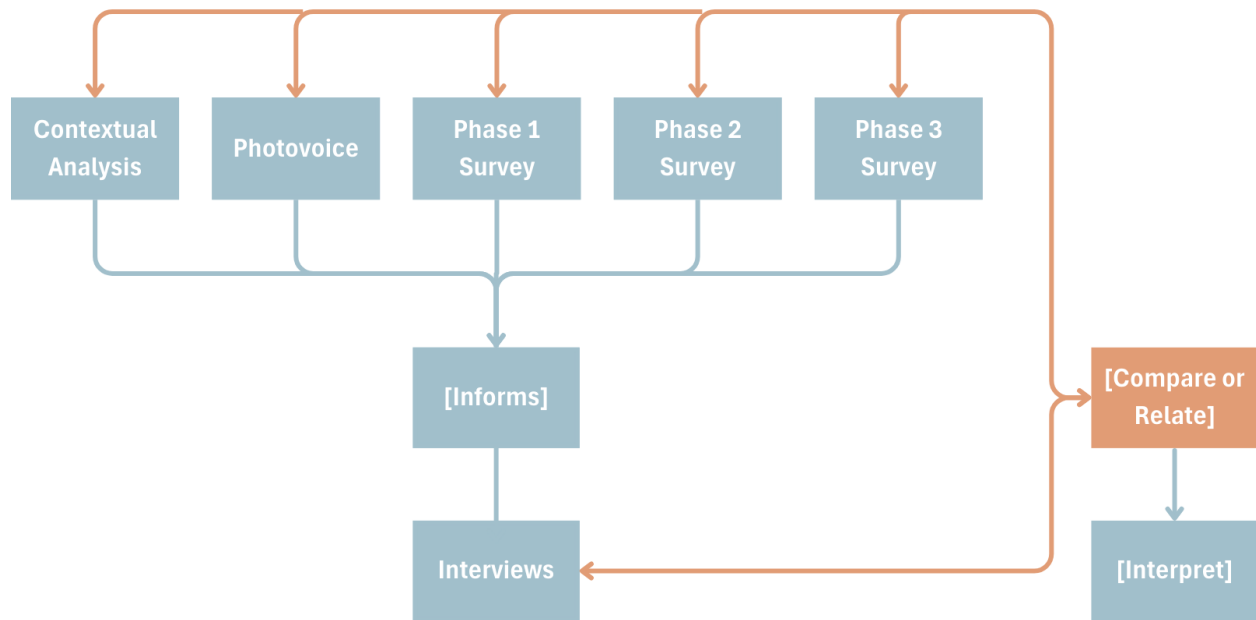 Contextual
Analysis
Photovoice
Phase 1
Survey
Phase 2
Survey
Phase 3
Survey
[Informs]
[Compare or
Relate]
Interviews
[Interpret]